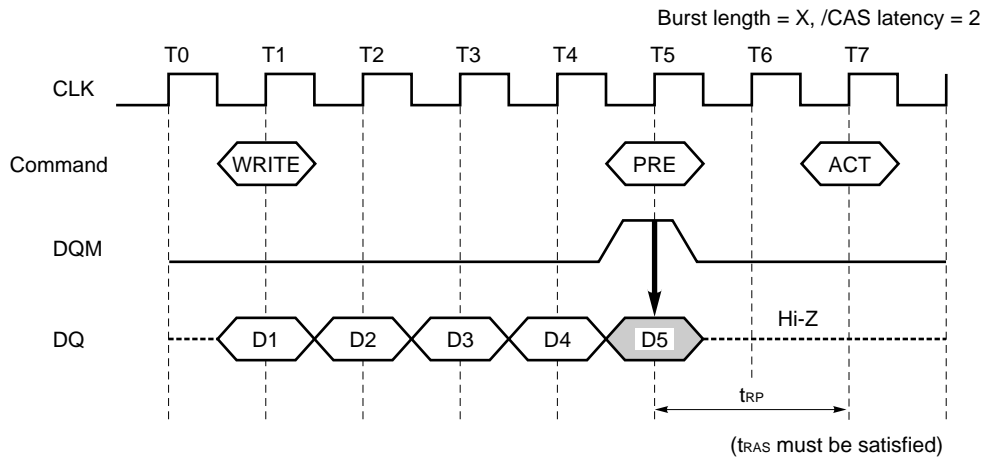 Burst length = X, /CAS latency = 2
T0 T1 T2 T3 T4 T5 T6 T7
CLK
Command WRITE PRE ACT
DQM
Hi-Z
DQ D1 D2 D3 D4 D5
tRP
(tRAS must be satisfied)